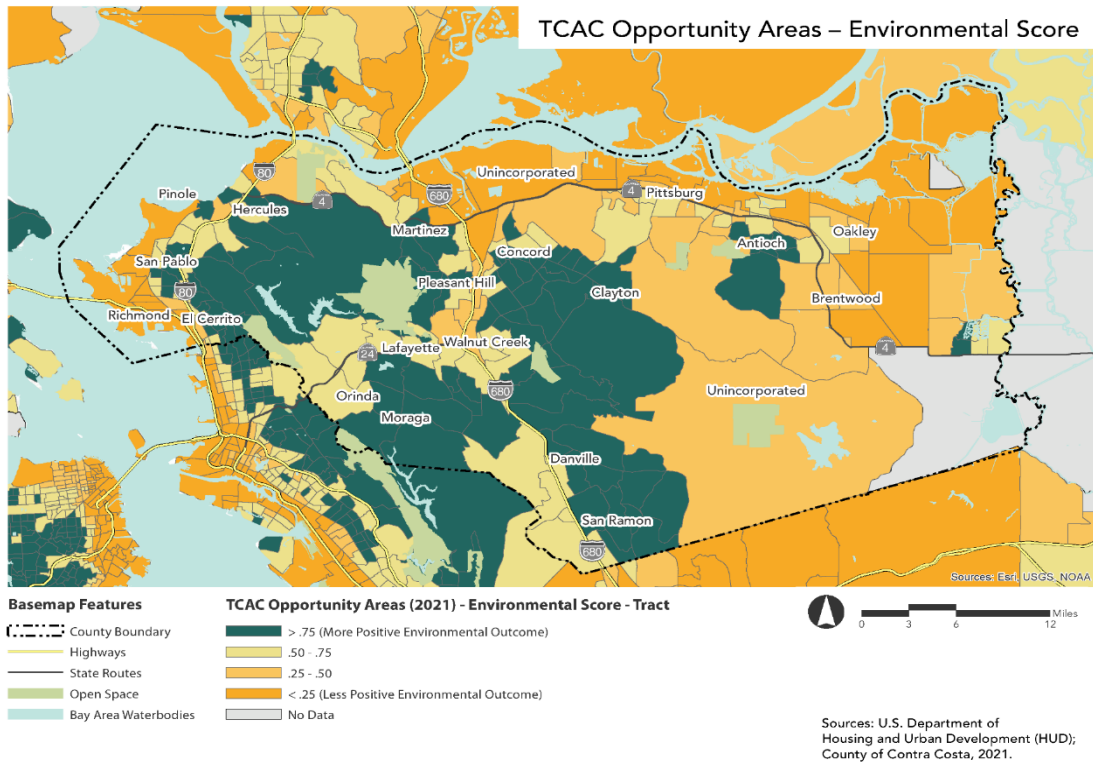 TCAC Opportunity Areas – Environmental Score
80
Unincorporated
Pinole
680
4
Pittsburg
Hercules
4
Martinez
Antioch
Oakley
Concord
San Pablo
Pleasant Hill
80
Clayton
Brentwood
Richmond
El Cerrito
24
Lafayette
Walnut Creek
4
Orinda
680
Unincorporated
Moraga
Danville
San Ramon
680
Sources: Esri, USGS, NOAA
Basemap Features
County Boundary
Highways
State Routes
Open Space
Bay Area Waterbodies
TCAC Opportunity Areas (2021) - Environmental Score - Tract
> .75 (More Positive Environmental Outcome)
.50 - .75
.25 - .50
< .25 (Less Positive Environmental Outcome)
No Data
Miles
0 3 6 12
Sources: U.S. Department of
Housing and Urban Development (HUD);
County of Contra Costa, 2021.